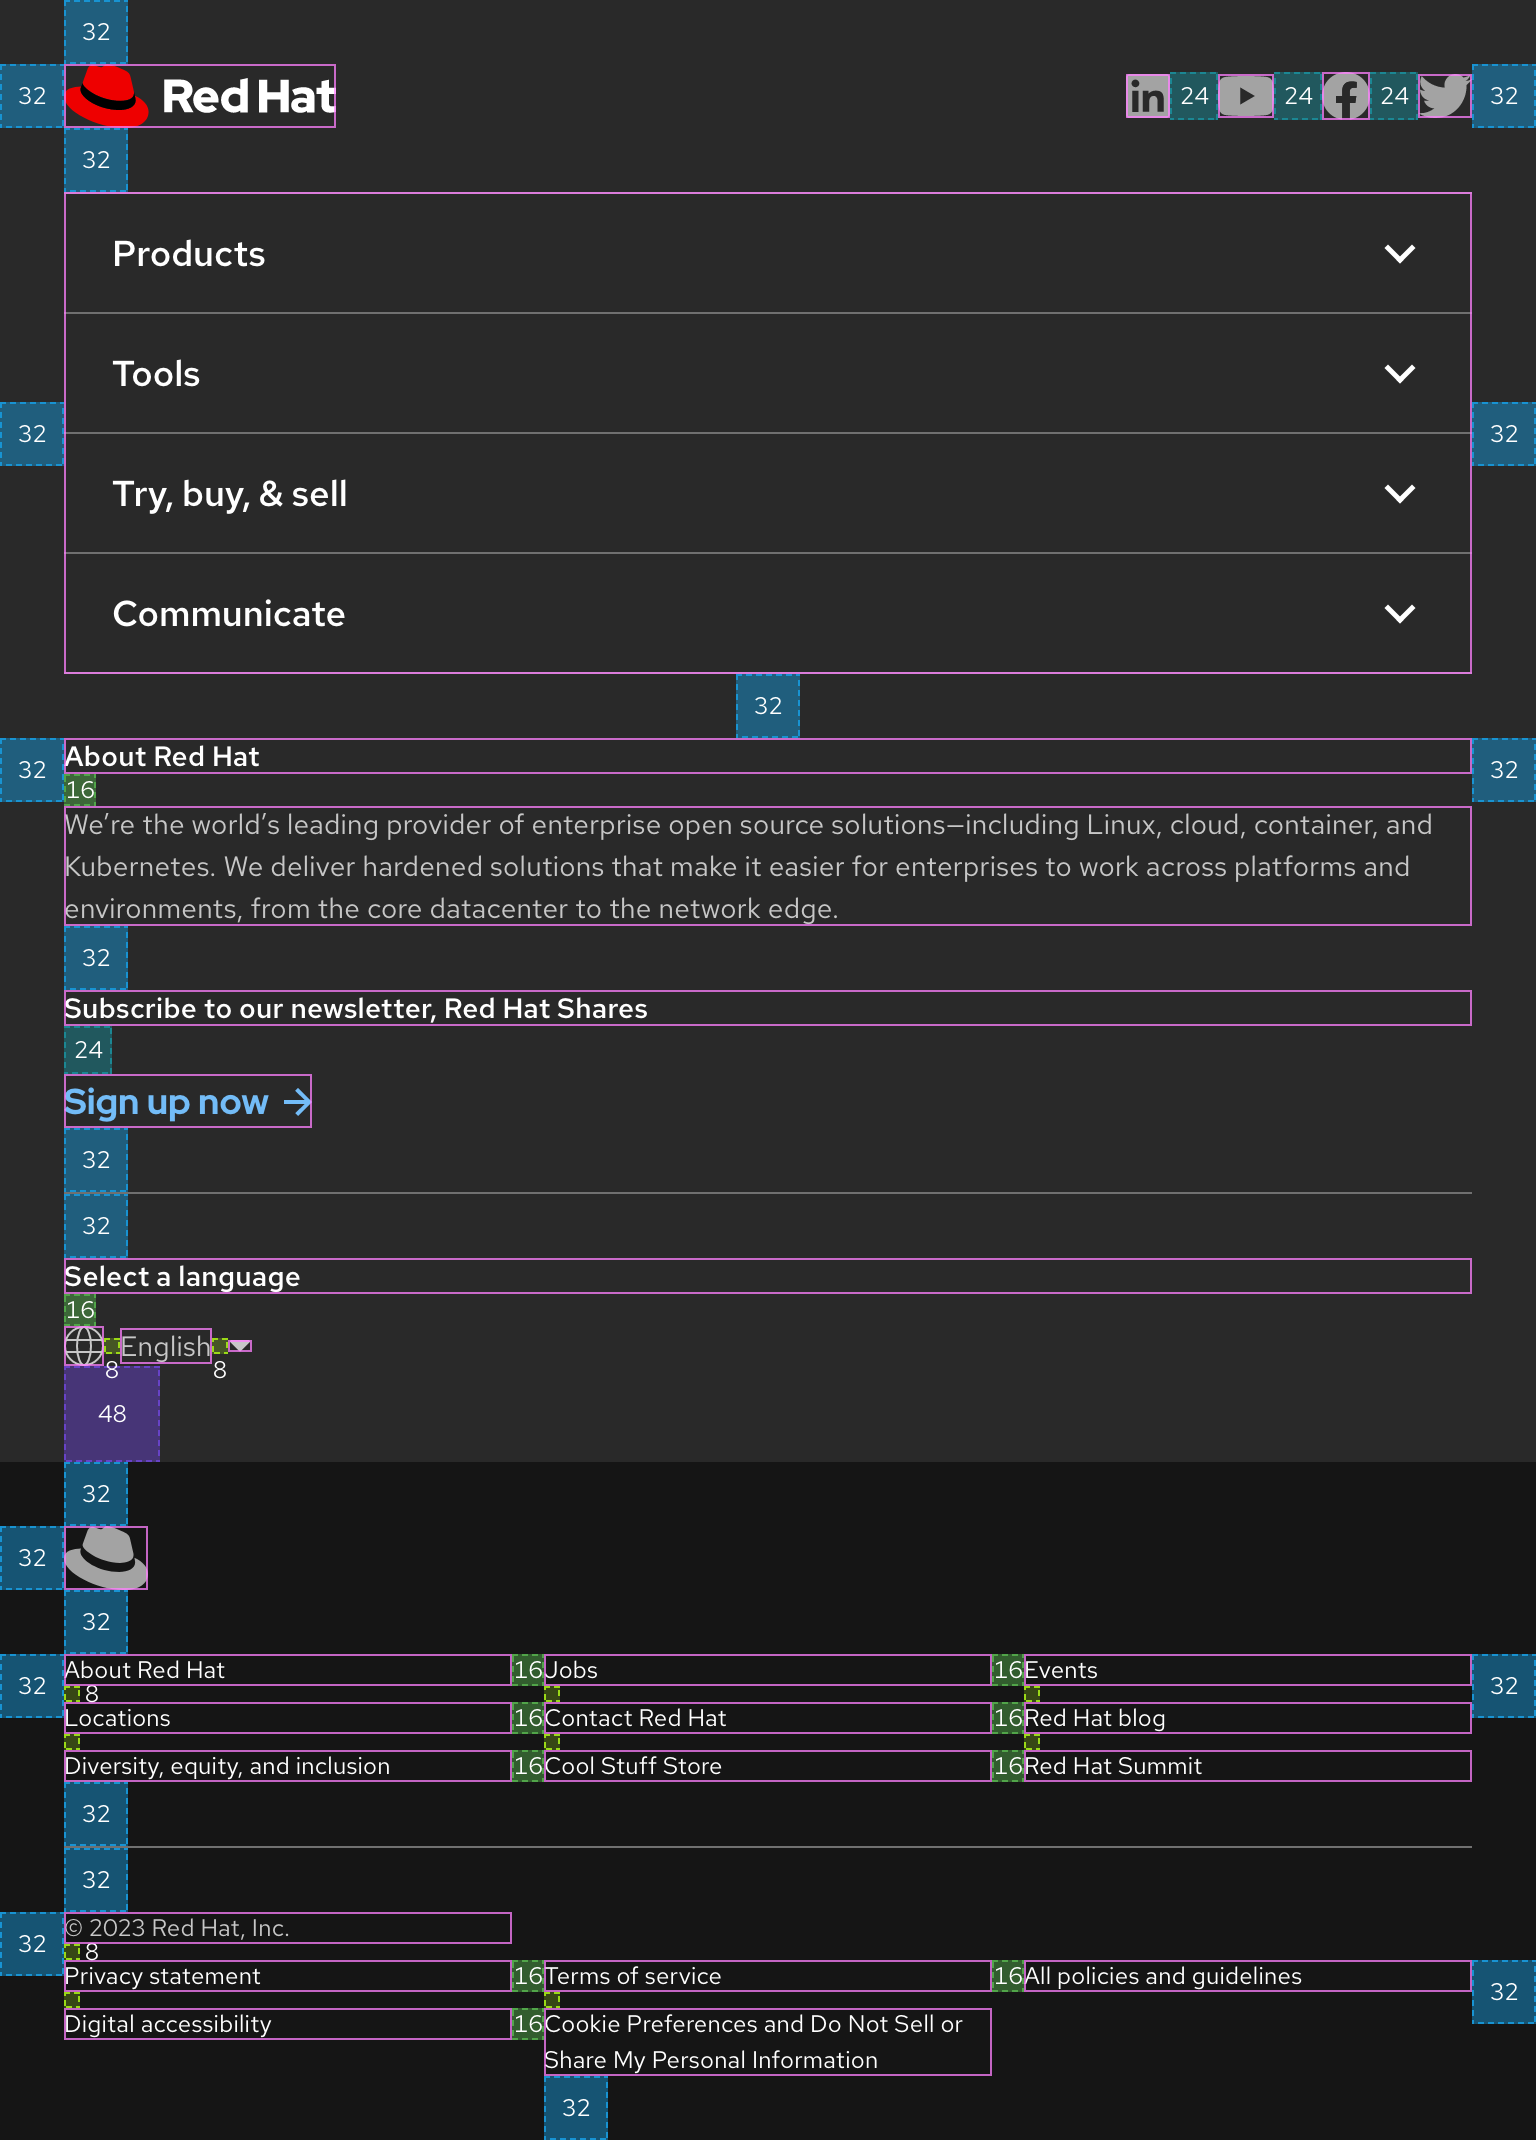 32
32 Red Hat in 24 24 24 32
32
Products
Tools
32 32
Try, buy, & sell
Communicate
32
32 About Red Hat 32
16
We’re the world’s leading provider of enterprise open source solutions—including Linux, cloud, container, and
Kubernetes. We deliver hardened solutions that make it easier for enterprises to work across platforms and
environments, from the core datacenter to the network edge.
32
Subscribe to our newsletter, Red Hat Shares
24
Sign up now
32
32
Select a language
16
English
8 8
48
32
32
32
32 About Red Hat 16 Jobs 16 Events 32
8
Locations 16 Contact Red Hat 16 Red Hat blog
Diversity, equity, and inclusion 16 Cool Stuff Store 16 Red Hat Summit
32
32
© 2023 Red Hat, Inc.
32 8
Privacy statement 16 Terms of service 16 All policies and guidelines
32
Digital accessibility 16 Cookie Preferences and Do Not Sell or
Share My Personal Information
32